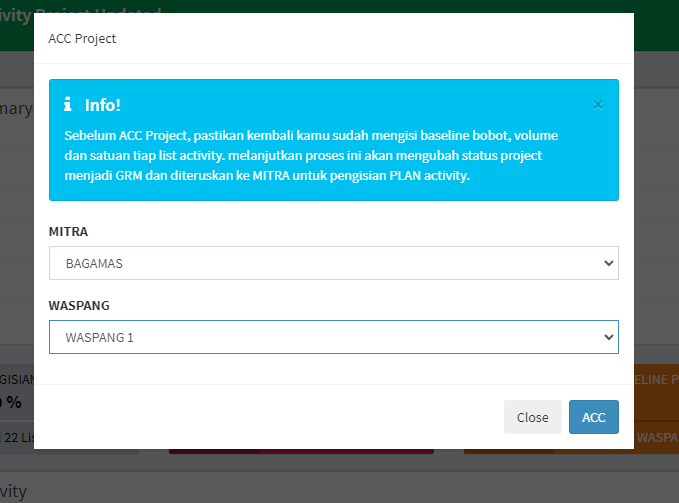 ivity Project Updated
ACC Project
mary
i Info!
×
Sebelum ACC Project, pastikan kembali kamu sudah mengisi baseline bobot, volume
dan satuan tiap list activity. melanjutkan proses ini akan mengubah status project
menjadi GRM dan diteruskan ke MITRA untuk pengisian PLAN activity.
MITRA
BAGAMAS
WASPANG
WASPANG 1
GISIAN
ELINE P
%
Close
ACC
22 Lis
WASPA
vity